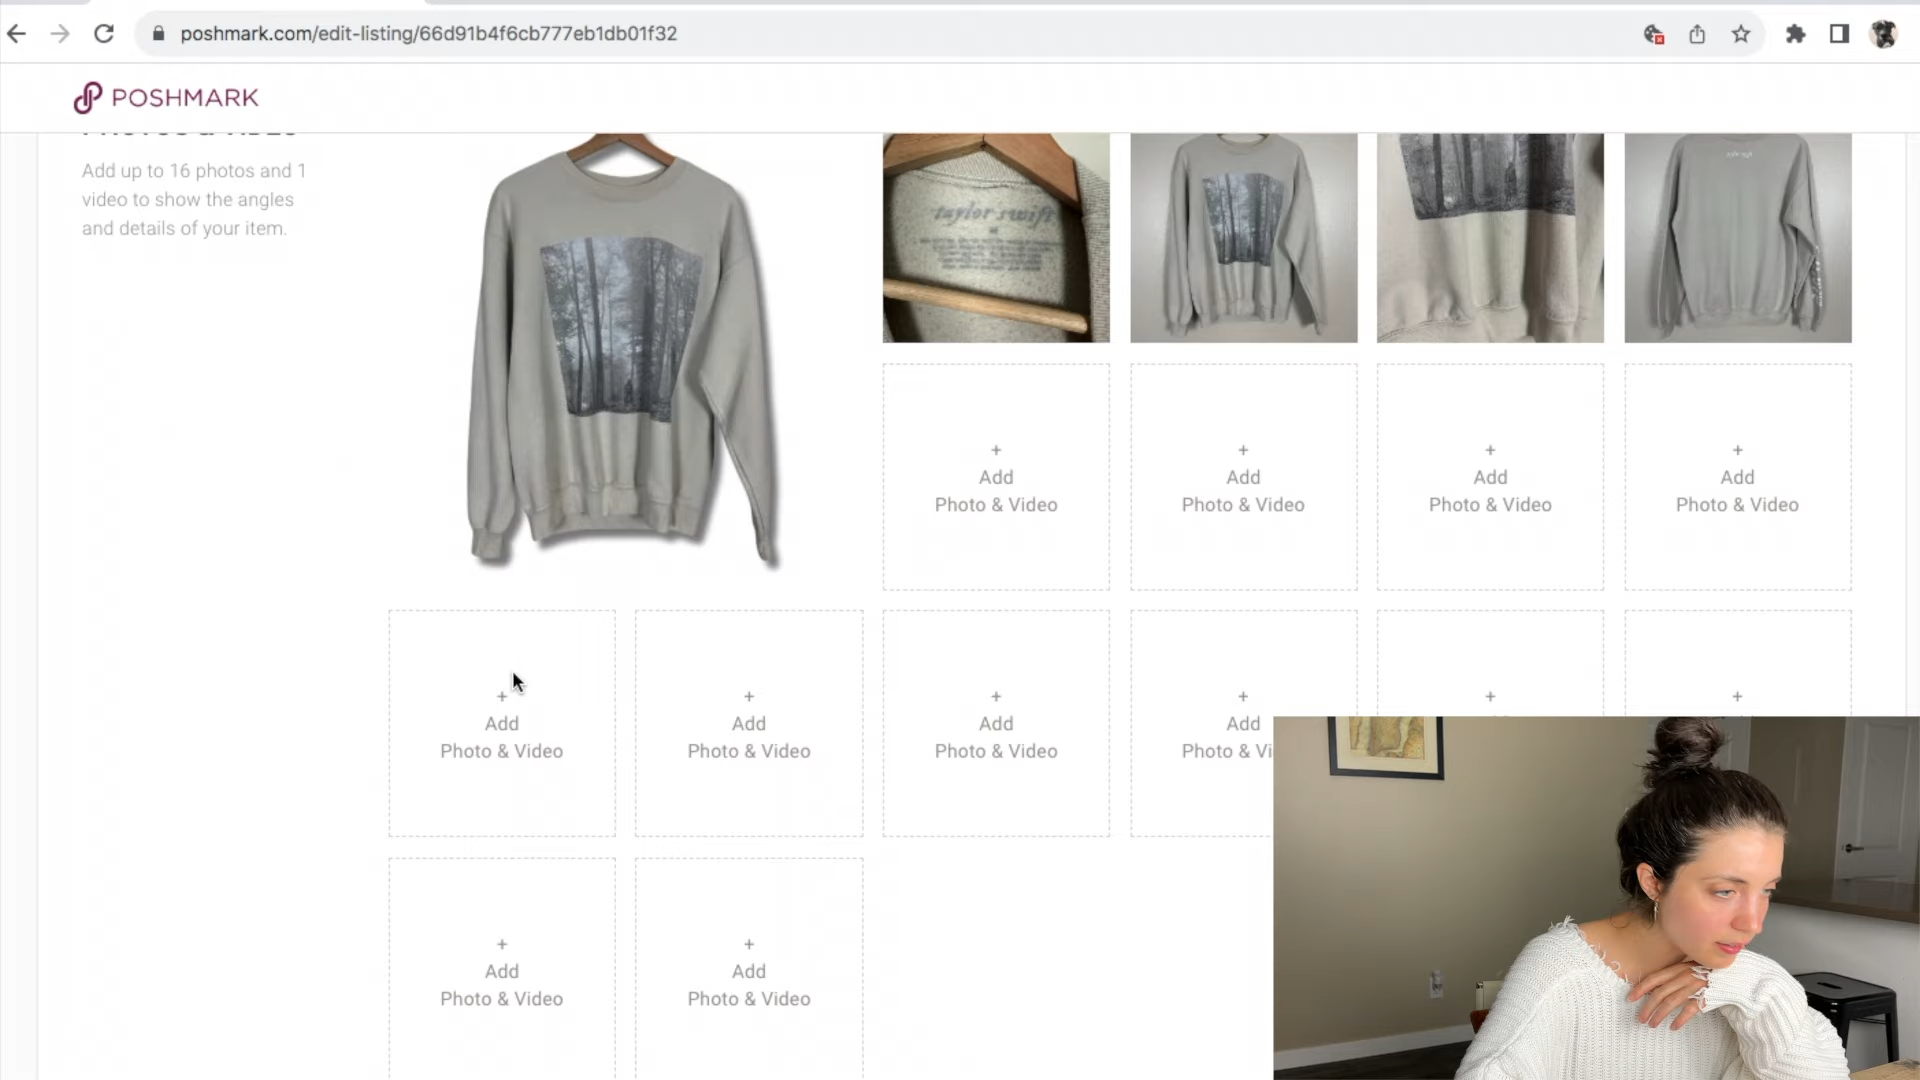 poshmark.com/edit-listing/66d91b4f6cb777eb1db01f32
POSHMARK
Add up to 16 photos and 1
video to show the angles
and details of your item.
taylor swift
+
Add
Photo & Video
+
Add
Photo & Video
+
Add
Photo & Video
+
Add
Photo & Video
+
Add
Photo & Video
+
Add
Photo & Video
+
Add
Photo & Video
+
Add
Photo & Vi
+
+
+
Add
Photo & Video
+
Add
Photo & Video